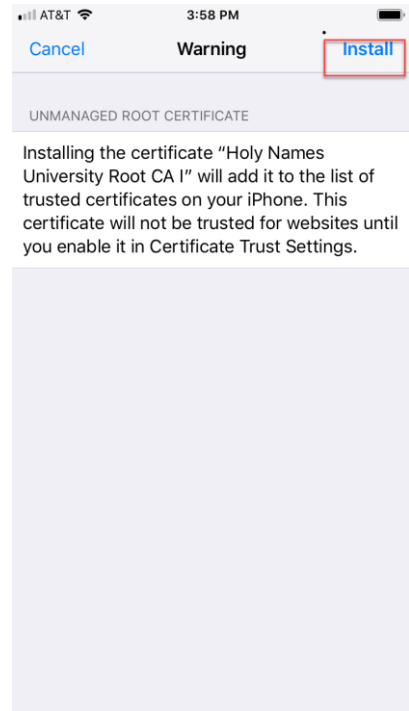 AT&T 3:58 PM
Cancel Warning Install
UNMANAGED ROOT CERTIFICATE
Installing the certificate “Holy Names
University Root CA I” will add it to the list of
trusted certificates on your iPhone. This
certificate will not be trusted for websites until
you enable it in Certificate Trust Settings.